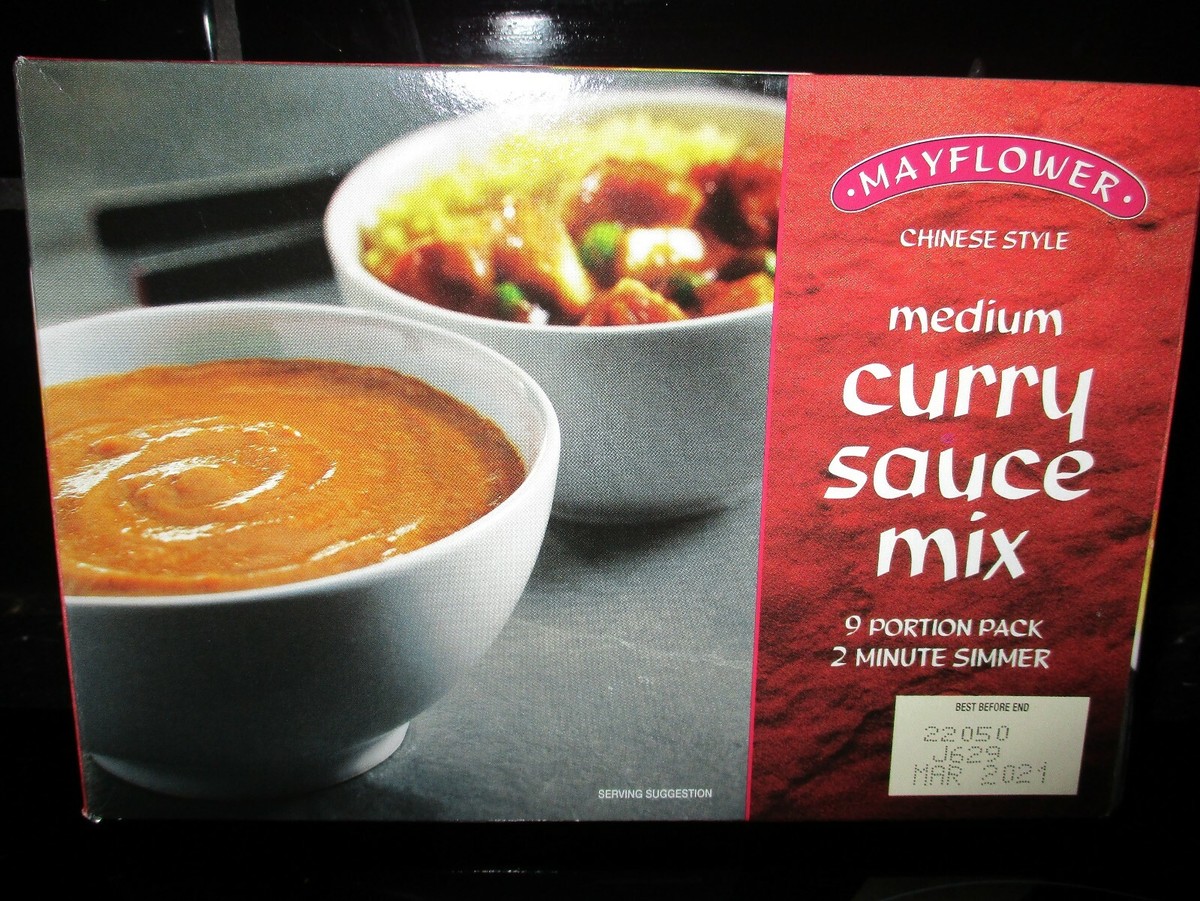 ·MAYFLOWER·
CHINESE STYLE
medium
curry
sauce
mix
9 PORTION PACK
2 MINUTE SIMMER
BEST BEFORE END
22050
J629
MAR 2021
SERVING SUGGESTION